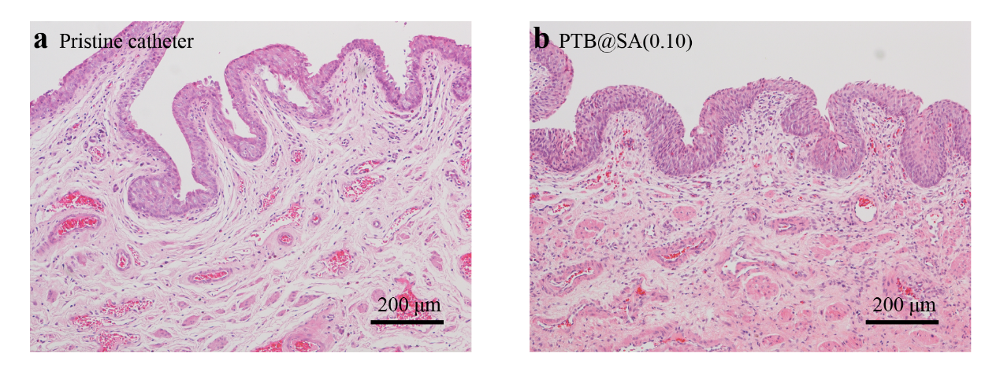 a Pristine catheter
200 μm
b PTB@SA(0.10)
200 μm